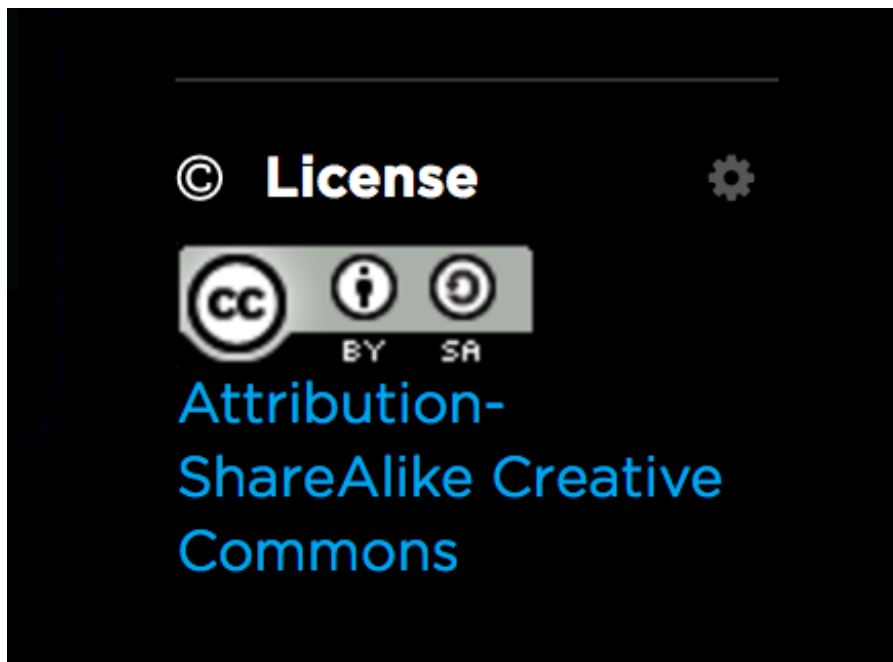 © License
cc
BY SA
Attribution-
ShareAlike Creative
Commons